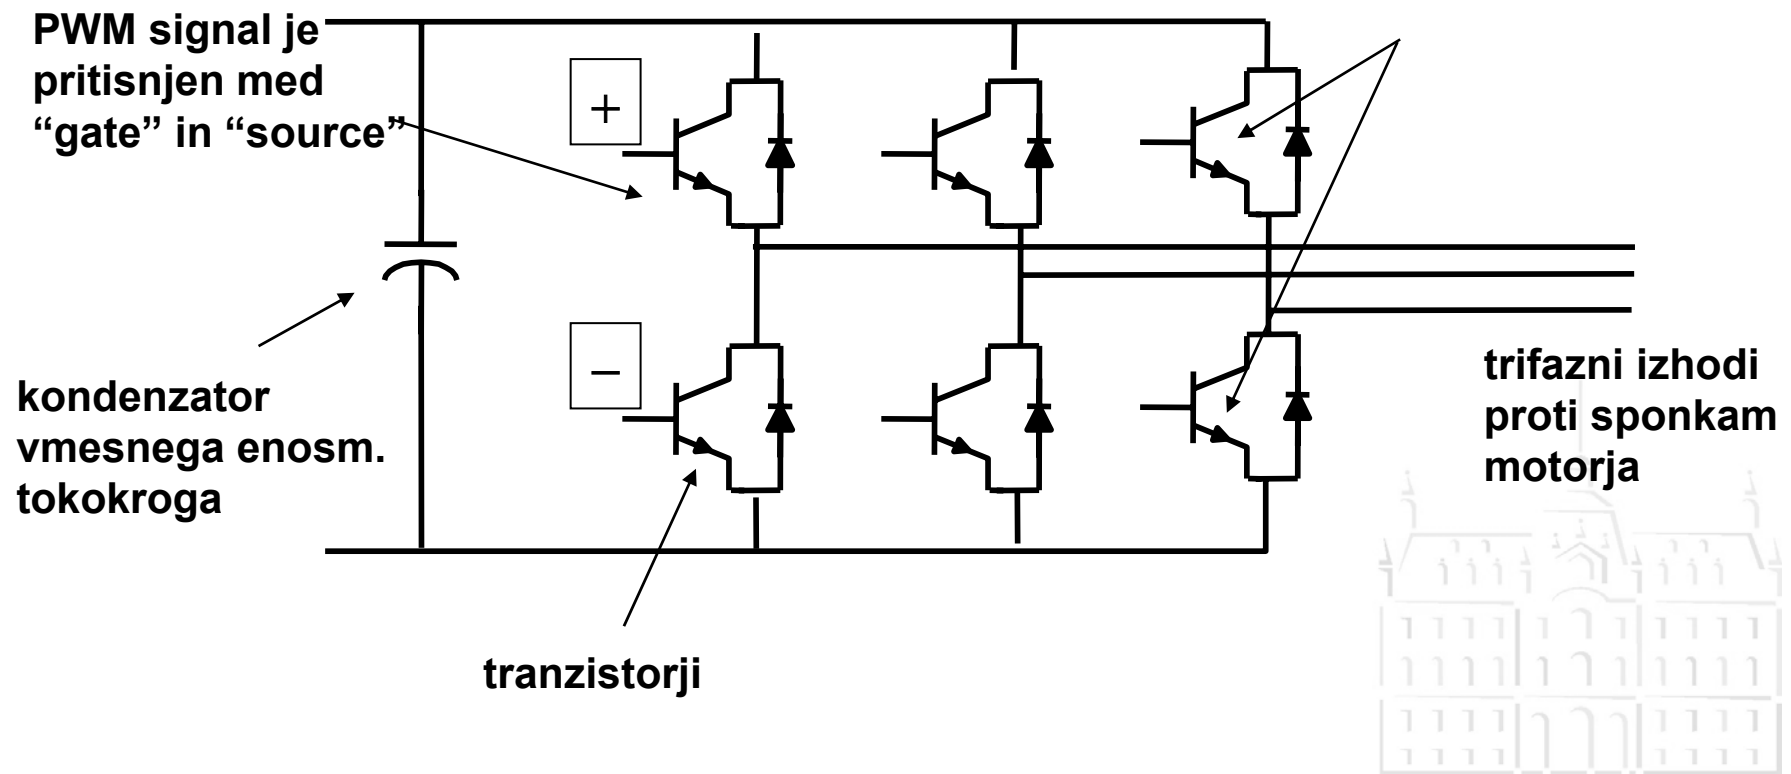 PWM signal je
pritisnjen med
“gate” in “source”
+
−
kondenzator
vmesnega enosm.
tokokroga
trifazni izhodi
proti sponkam
motorja
tranzistorji